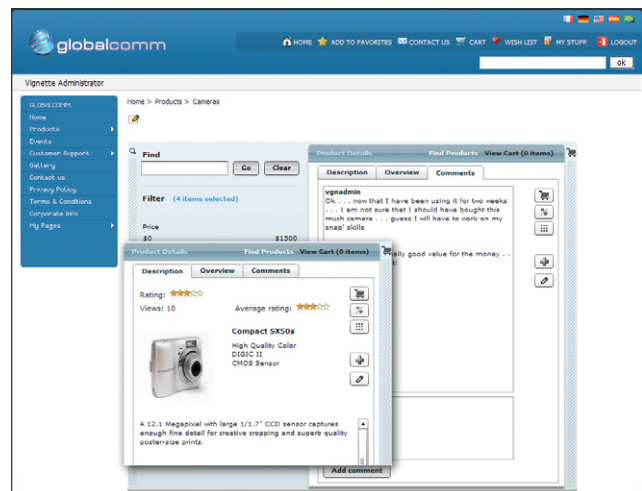 globalcomm
HOME ADD TO FAVORITES CONTACT US CART WISH LIST MY STUFF LOGOUT
ok
Vignette Administrator
GLOBALCOMM
Home
Products
Events
Customer Support
Gallery
Contact us
Privacy Policy
Terms & Conditions
Corporate Info
My Pages
Home > Products > Cameras
Find
Go Clear
Filter (4 items selected)
Price
$0 $1500
Product Details Find Products View Cart (0 items)
Description Overview Comments
vgnadmin
Ok . . . now that I have been using it for two weeks
. . . I am not sure that I should have bought this
much camera . . . guess I will have to work on my
snap' skills
ally good value for the money . .
Add comment
Product Details Find Products View Cart (0 items)
Description Overview Comments
Rating:
Views: 10 Average rating:
Compact SX50s
High Quality Color
DIGIC II
CMOS Sensor
A 12.1 Megapixel with large 1/1.7" CCD sensor captures
enough fine detail for creative cropping and superb quality
poster-size prints.